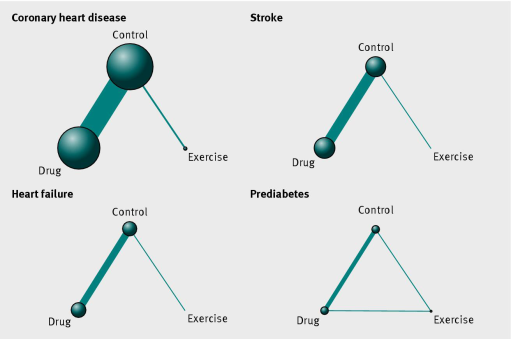 Coronary heart disease
Control
Drug
Exercise
Stroke
Control
Drug
Exercise
Heart failure
Control
Drug
Exercise
Prediabetes
Control
Drug
Exercise